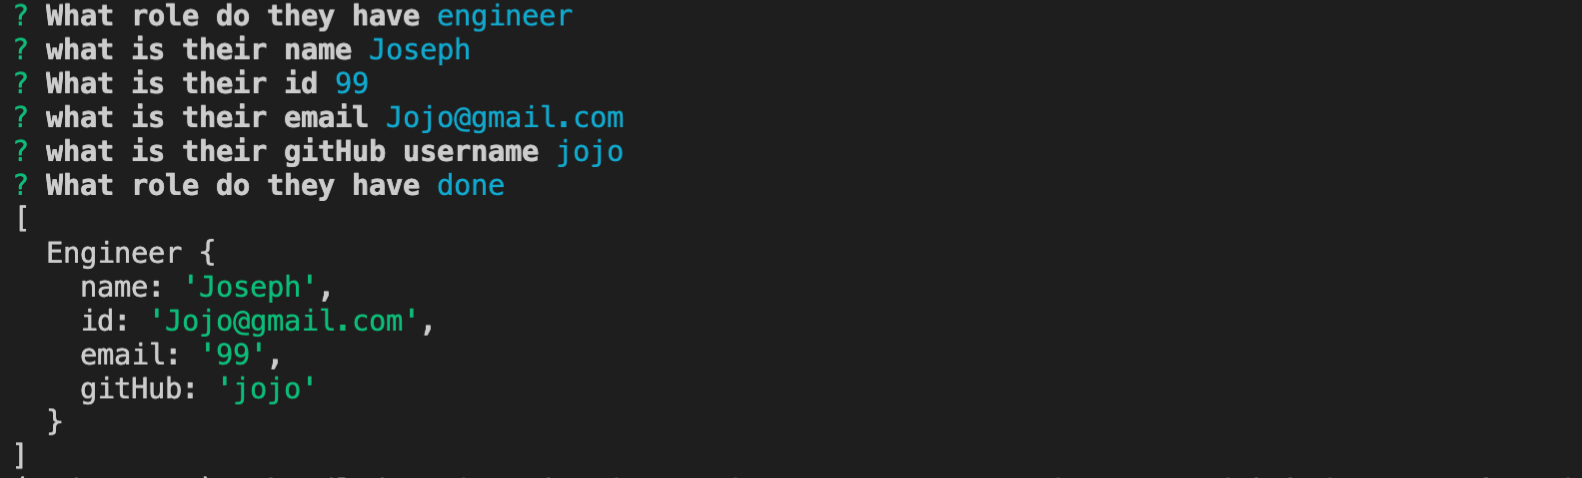 ? What role do they have engineer
? what is their name Joseph
? What is their id 99
? what is their email Jojo@gmail.com
? what is their gitHub username jojo
? What role do they have done
[
  Engineer {
    name: 'Joseph',
    id: 'Jojo@gmail.com',
    email: '99',
    gitHub: 'jojo'
  }
]